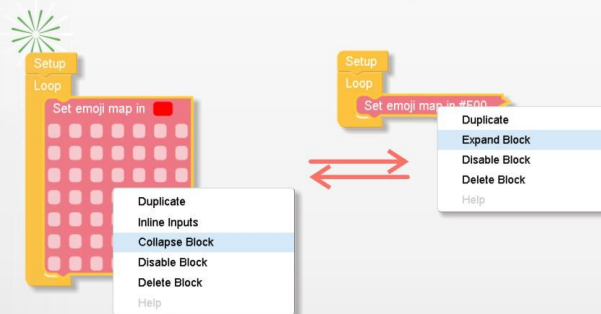 Setup
Loop
Set emoji map in
Duplicate
Inline Inputs
Collapse Block
Disable Block
Delete Block
Help
Setup
Loop
Set emoji map in #F00
Duplicate
Expand Block
Disable Block
Delete Block
Help